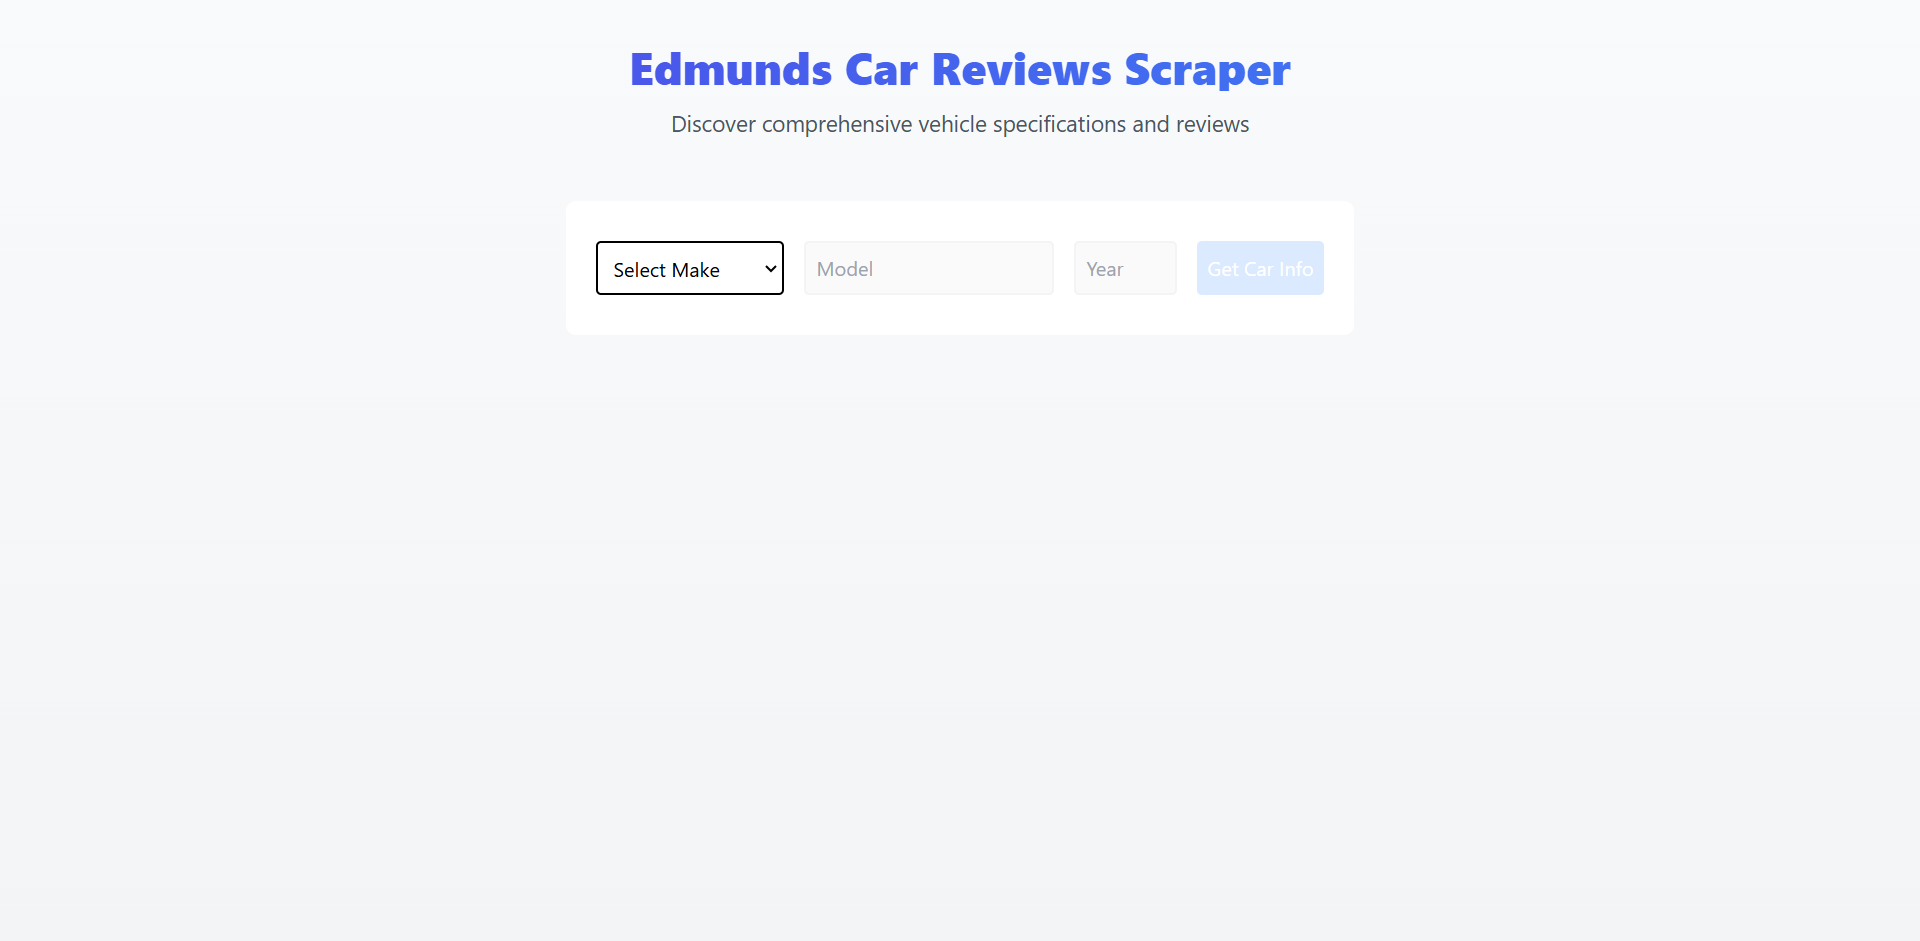 Edmunds Car Reviews Scraper
Discover comprehensive vehicle specifications and reviews
Select Make Model Year Get Car Info